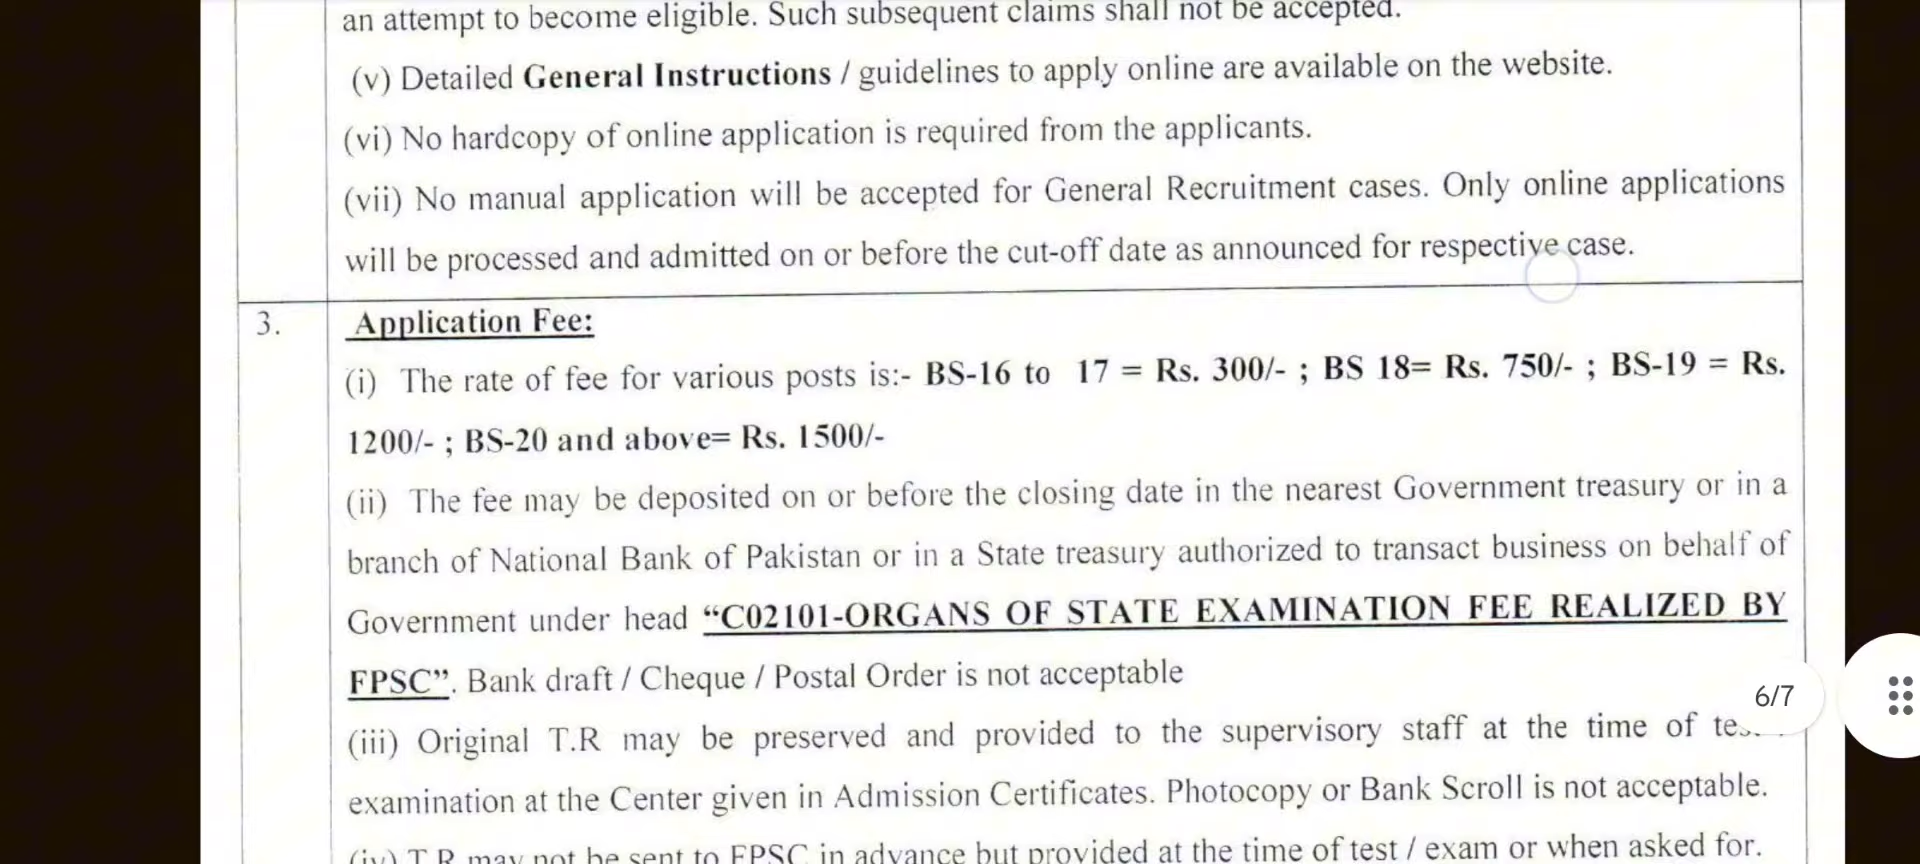 an attempt to become eligible. Such subsequent claims shall not be accepted.
(v) Detailed General Instructions / guidelines to apply online are available on the website.
(vi) No hardcopy of online application is required from the applicants.
(vii) No manual application will be accepted for General Recruitment cases. Only online applications
will be processed and admitted on or before the cut-off date as announced for respective case.
3. Application Fee:
(i) The rate of fee for various posts is:- BS-16 to 17 = Rs. 300/- ; BS 18= Rs. 750/- ; BS-19 = Rs.
1200/- ; BS-20 and above= Rs. 1500/-
(ii) The fee may be deposited on or before the closing date in the nearest Government treasury or in a
branch of National Bank of Pakistan or in a State treasury authorized to transact business on behalf of
Government under head “C02101-ORGANS OF STATE EXAMINATION FEE REALIZED BY
FPSC”. Bank draft / Cheque / Postal Order is not acceptable
6/7
(iii) Original T.R may be preserved and provided to the supervisory staff at the time of
examination at the Center given in Admission Certificates. Photocopy or Bank Scroll is not acceptable.
(iv) T.R may not be sent to FPSC in advance but provided at the time of test / exam or when asked for.